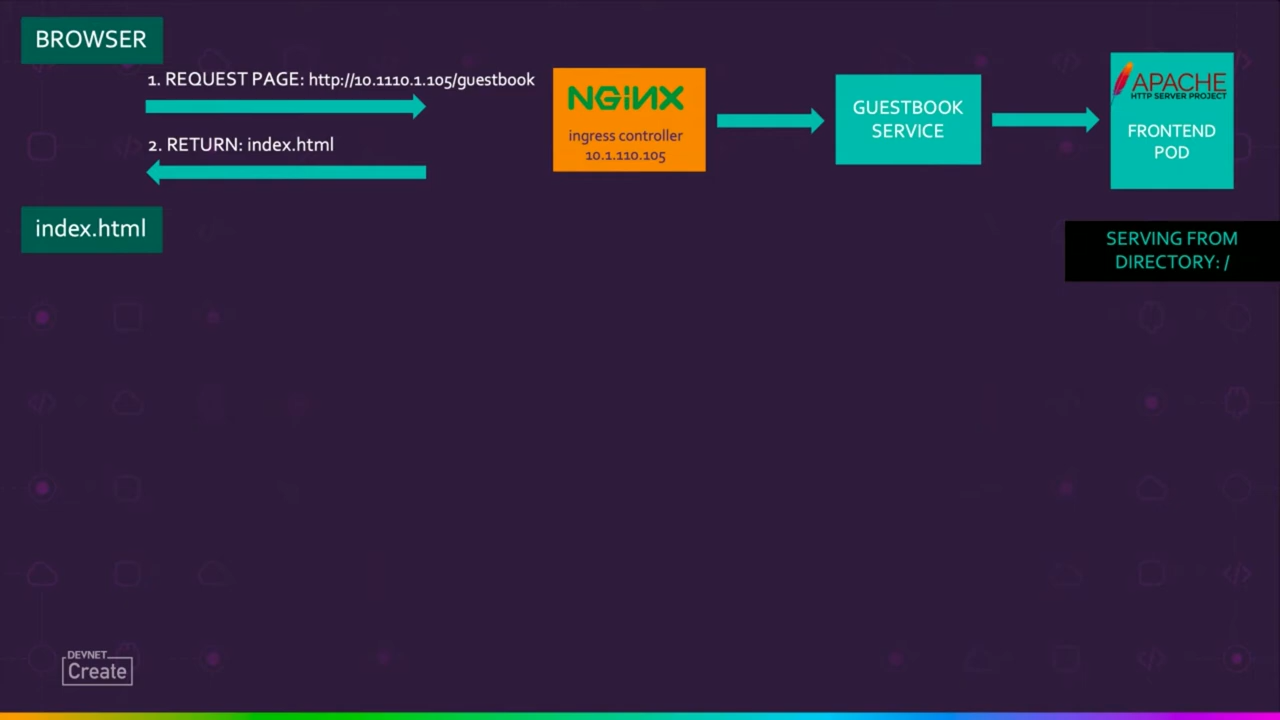 BROWSER
1. REQUEST PAGE: http://10.1110.1.105/guestbook
2. RETURN: index.html
index.html
NGINX
ingress controller
10.1.110.105
GUESTBOOK
SERVICE
APACHE
HTTP SERVER PROJECT
FRONTEND
POD
SERVING FROM
DIRECTORY: /
DEVNET
Create